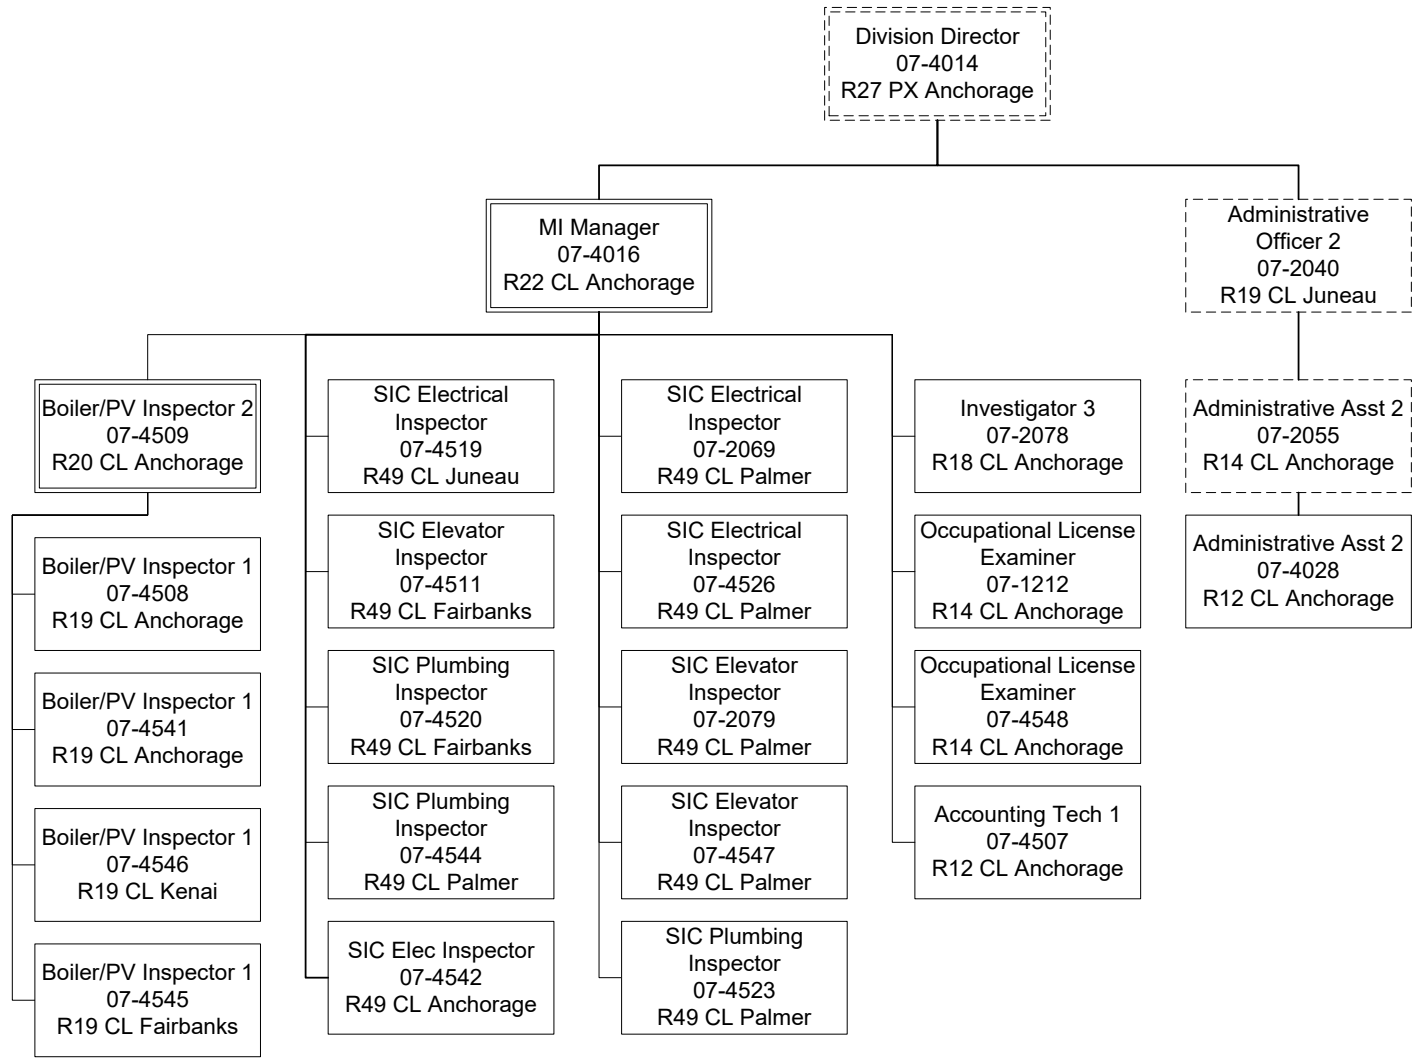 Division Director
07-4014
R27 PX Anchorage
MI Manager
07-4016
R22 CL Anchorage
Administrative
Officer 2
07-2040
R19 CL Juneau
Boiler/PV Inspector 2
07-4509
R20 CL Anchorage
Boiler/PV Inspector 1
07-4508
R19 CL Anchorage
Boiler/PV Inspector 1
07-4541
R19 CL Anchorage
Boiler/PV Inspector 1
07-4546
R19 CL Kenai
Boiler/PV Inspector 1
07-4545
R19 CL Fairbanks
SIC Electrical
Inspector
07-4519
R49 CL Juneau
SIC Elevator
Inspector
07-4511
R49 CL Fairbanks
SIC Plumbing
Inspector
07-4520
R49 CL Fairbanks
SIC Plumbing
Inspector
07-4544
R49 CL Palmer
SIC Elec Inspector
07-4542
R49 CL Anchorage
SIC Electrical
Inspector
07-2069
R49 CL Palmer
SIC Electrical
Inspector
07-4526
R49 CL Palmer
SIC Elevator
Inspector
07-2079
R49 CL Palmer
SIC Elevator
Inspector
07-4547
R49 CL Palmer
SIC Plumbing
Inspector
07-4523
R49 CL Palmer
Investigator 3
07-2078
R18 CL Anchorage
Occupational License
Examiner
07-1212
R14 CL Anchorage
Occupational License
Examiner
07-4548
R14 CL Anchorage
Accounting Tech 1
07-4507
R12 CL Anchorage
Administrative Asst 2
07-2055
R14 CL Anchorage
Administrative Asst 2
07-4028
R12 CL Anchorage